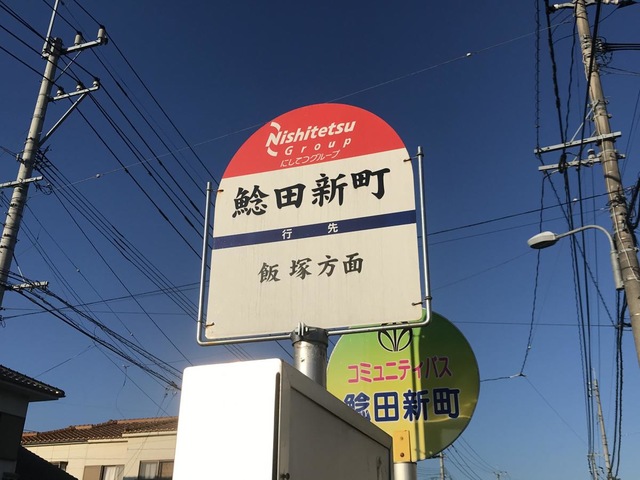 Nishitetsu
Group
にしてつグループ
鯰田新町
行先
飯塚方面
コミュニティバス
鯰田新町